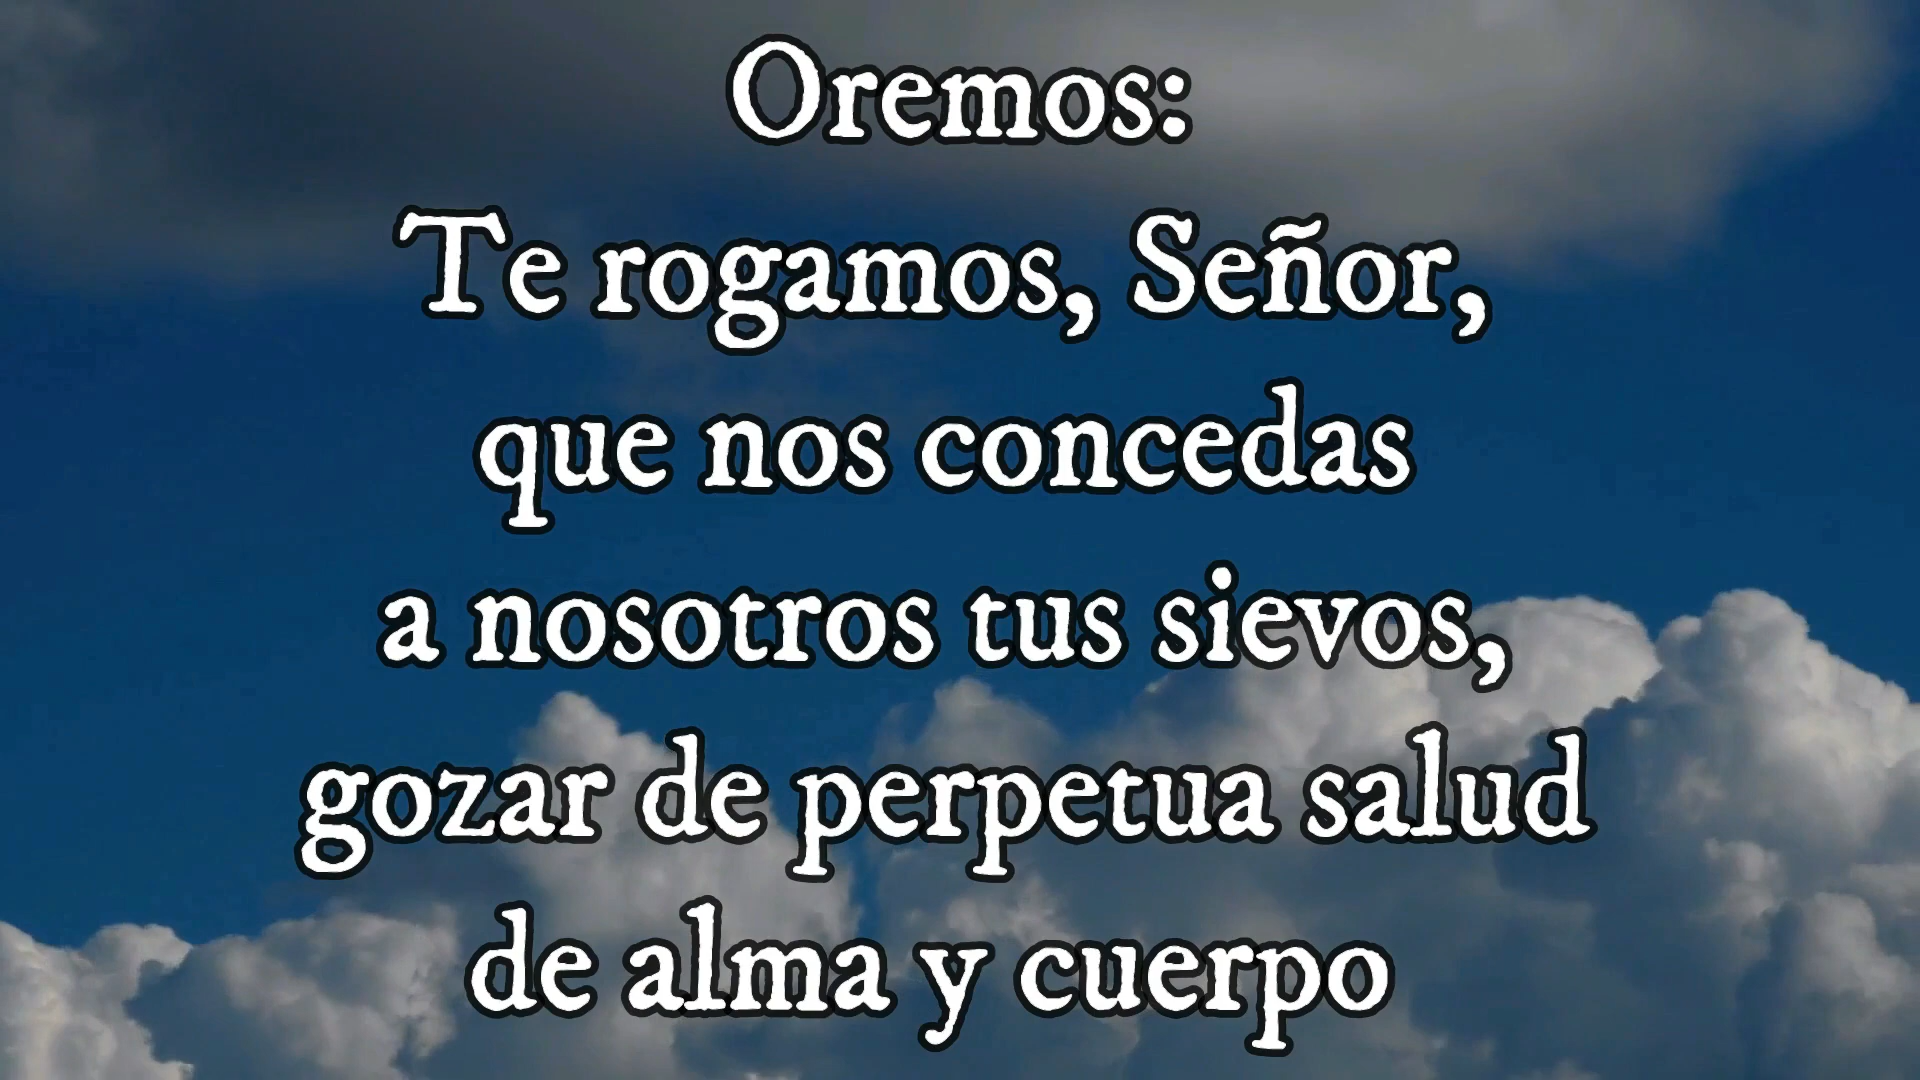 Oremos:
Te rogamos, Señor,
que nos concedas
a nosotros tus sievos,
gozar de perpetua salud
de alma y cuerpo